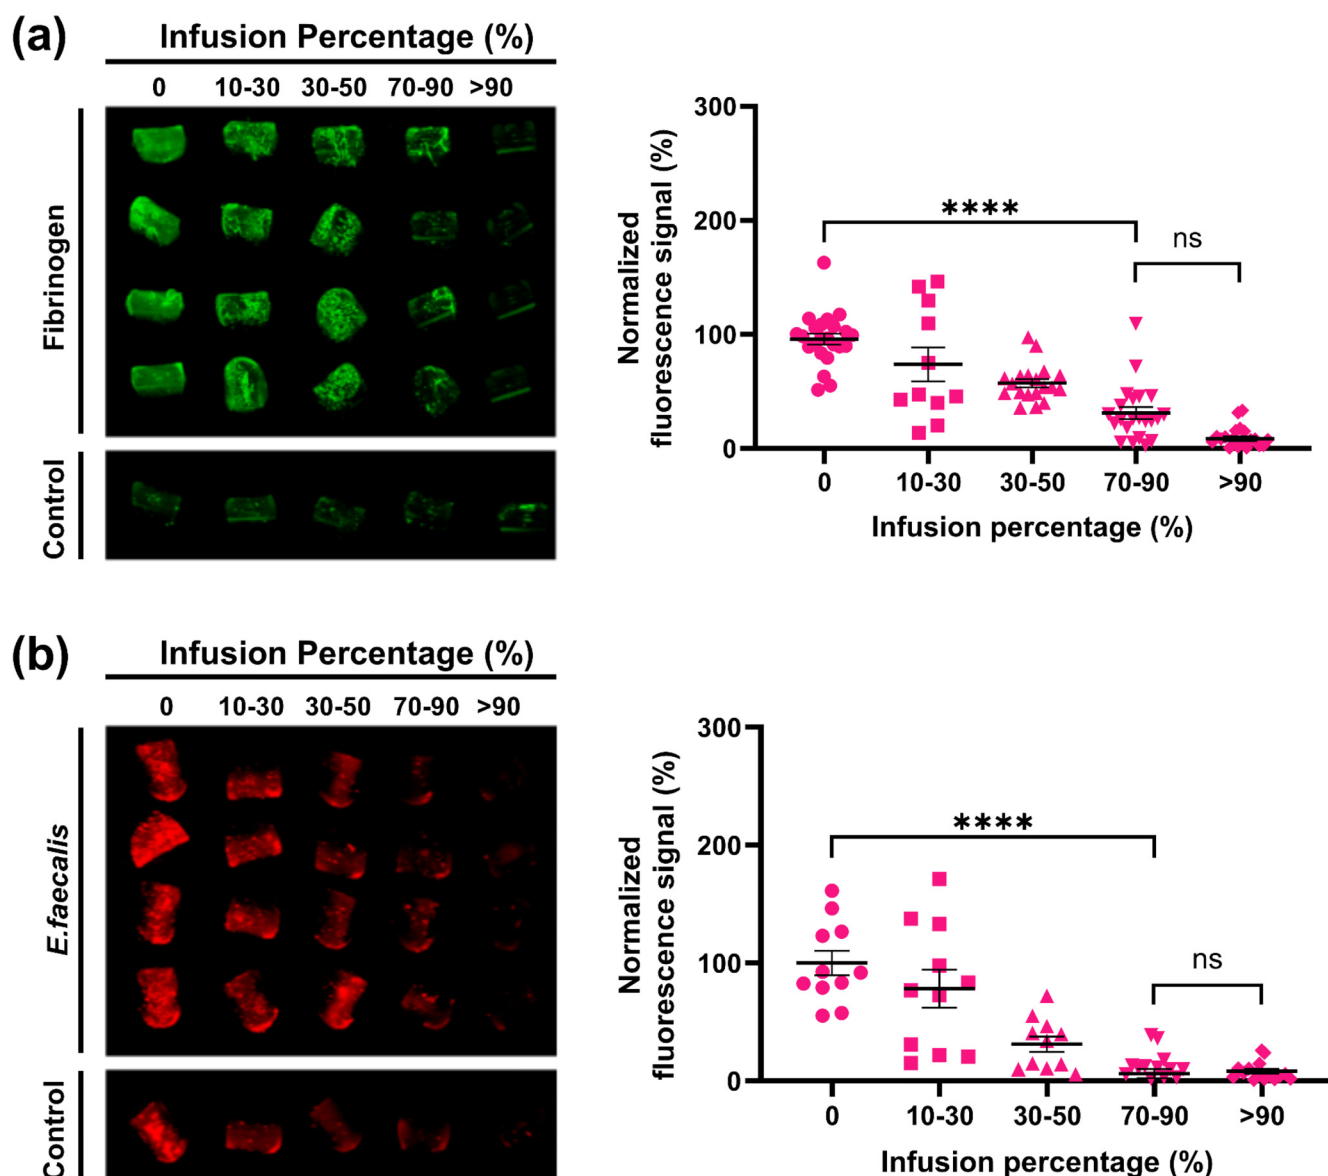 (a)
Infusion Percentage (%)
0 10-30 30-50 70-90 >90
Fibrinogen
Control
Normalized
fluorescence signal (%)
300
200
100
0
****
ns
0 10-30 30-50 70-90 >90
Infusion percentage (%)
(b)
Infusion Percentage (%)
0 10-30 30-50 70-90 >90
E.faecalis
Control
Normalized
fluorescence signal (%)
300
200
100
0
****
ns
0 10-30 30-50 70-90 >90
Infusion percentage (%)